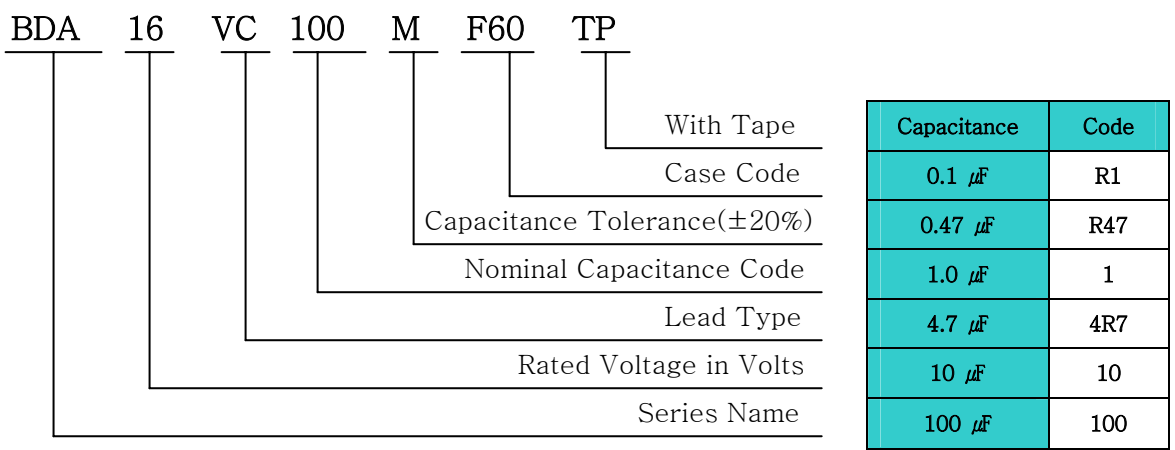 BDA 16 VC 100 M F60 TP
With Tape
Case Code
Capacitance Tolerance(±20%)
Nominal Capacitance Code
Lead Type
Rated Voltage in Volts
Series Name
Capacitance Code
0.1 ㎌ R1
0.47 ㎌ R47
1.0 ㎌ 1
4.7 ㎌ 4R7
10 ㎌ 10
100 ㎌ 100